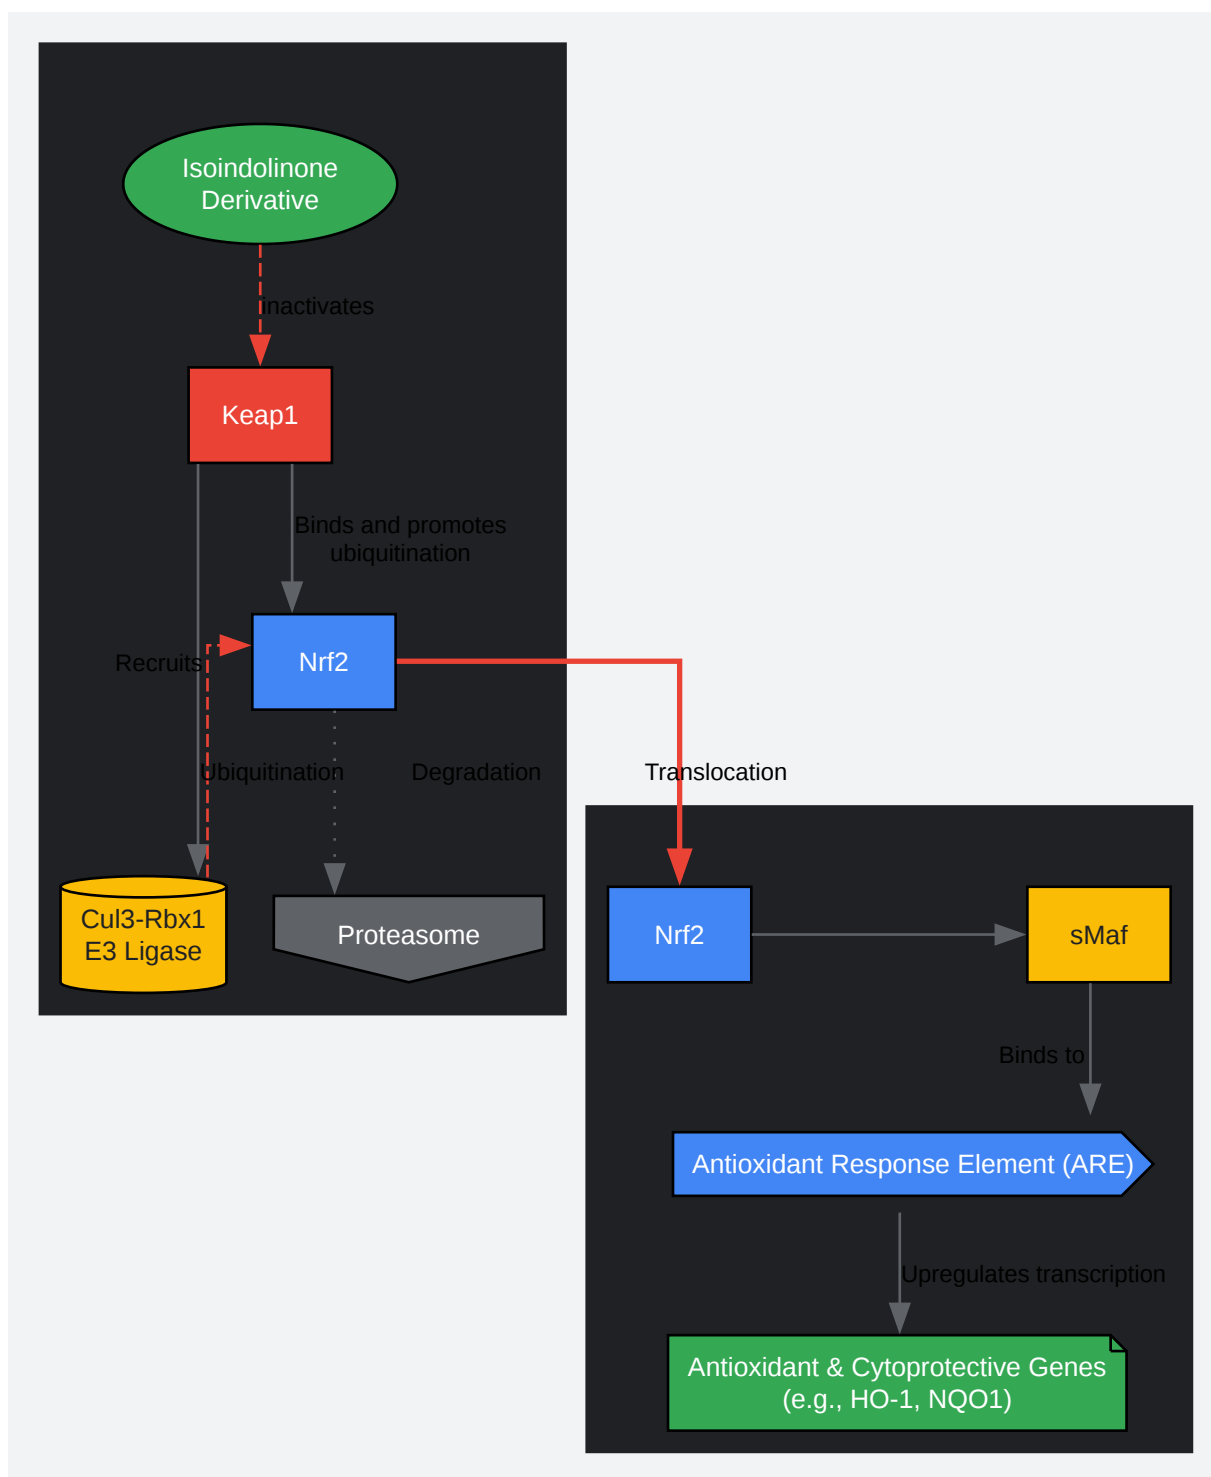 Isoindolinone
Derivative
inactivates
Keap1
Binds and promotes
ubiquitination
Recruits
Nrf2
Ubiquitination
Degradation
Translocation
Cul3-Rbx1
E3 Ligase
Proteasome
Nrf2
sMaf
Binds to
Antioxidant Response Element (ARE)
Upregulates transcription
Antioxidant & Cytoprotective Genes
(e.g., HO-1, NQO1)